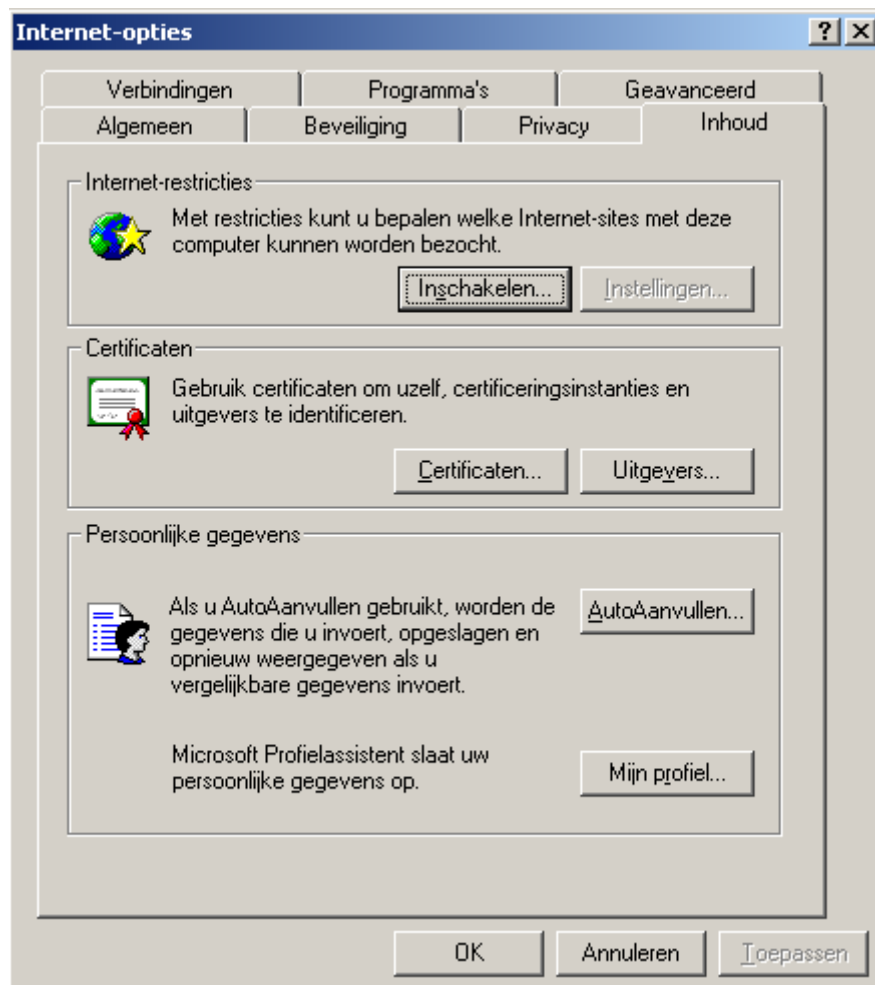 Internet-opties
Verbindingen Programma's Geavanceerd
Algemeen Beveiliging Privacy Inhoud
Internet-restricties
Met restricties kunt u bepalen welke Internet-sites met deze
computer kunnen worden bezocht.
Inschakelen... Instellingen...
Certificaten
Gebruik certificaten om uzelf, certificeringsinstanties en
uitgevers te identificeren.
Certificaten... Uitgevers...
Persoonlijke gegevens
Als u AutoAanvullen gebruikt, worden de
gegevens die u invoert, opgeslagen en
opnieuw weergegeven als u
vergelijkbare gegevens invoert.
AutoAanvullen...
Microsoft Profielassistent slaat uw
persoonlijke gegevens op.
Mijn profiel...
OK Annuleren Toepassen